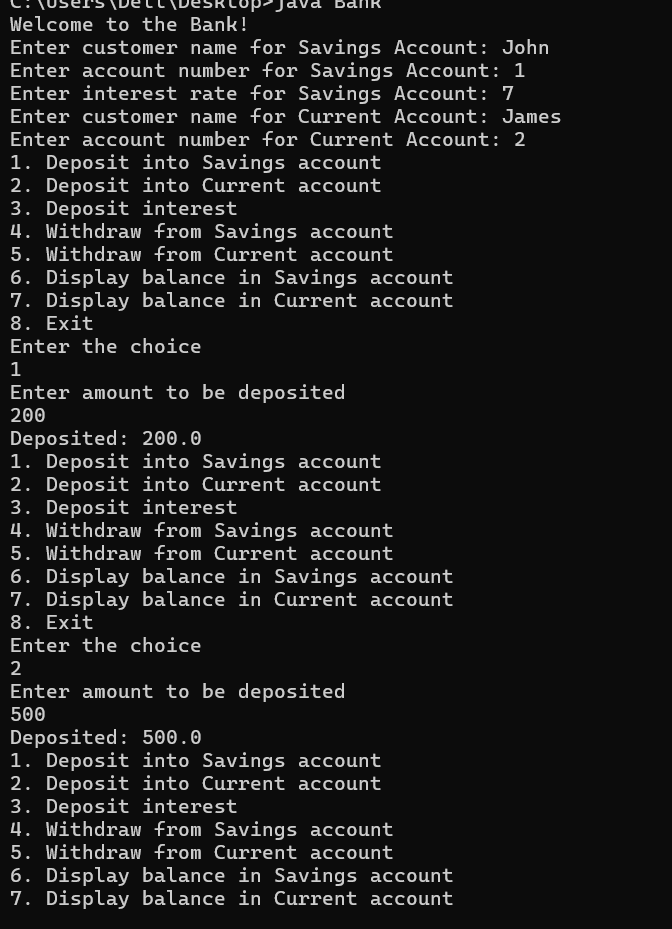 C:\Users\Dell\Desktop>java Bank
Welcome to the Bank!
Enter customer name for Savings Account: John
Enter account number for Savings Account: 1
Enter interest rate for Savings Account: 7
Enter customer name for Current Account: James
Enter account number for Current Account: 2
1. Deposit into Savings account
2. Deposit into Current account
3. Deposit interest
4. Withdraw from Savings account
5. Withdraw from Current account
6. Display balance in Savings account
7. Display balance in Current account
8. Exit
Enter the choice
1
Enter amount to be deposited
200
Deposited: 200.0
1. Deposit into Savings account
2. Deposit into Current account
3. Deposit interest
4. Withdraw from Savings account
5. Withdraw from Current account
6. Display balance in Savings account
7. Display balance in Current account
8. Exit
Enter the choice
2
Enter amount to be deposited
500
Deposited: 500.0
1. Deposit into Savings account
2. Deposit into Current account
3. Deposit interest
4. Withdraw from Savings account
5. Withdraw from Current account
6. Display balance in Savings account
7. Display balance in Current account